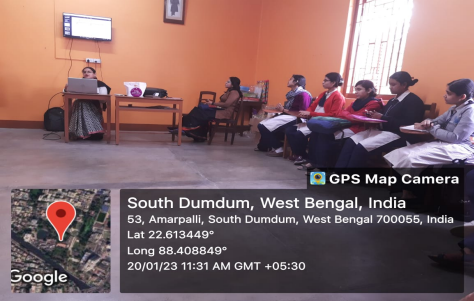 GPS Map Camera
South Dumdum, West Bengal, India
53, Amarpalli, South Dumdum, West Bengal 700055, India
Lat 22.613449°
Long 88.408849°
20/01/23 11:31 AM GMT +05:30
Google